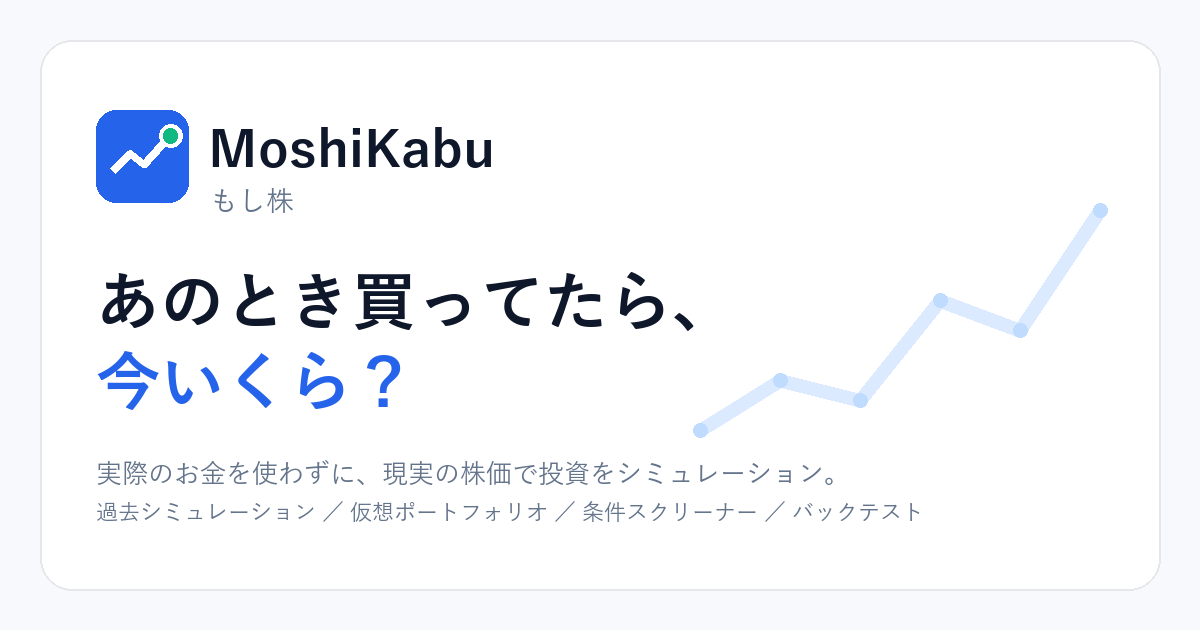 MoshiKabu
もし株
あのとき買ってたら、
今いくら？
実際のお金を使わずに、現実の株価で投資をシミュレーション。
過去シミュレーション ／ 仮想ポートフォリオ ／ 条件スクリーナー ／ バックテスト